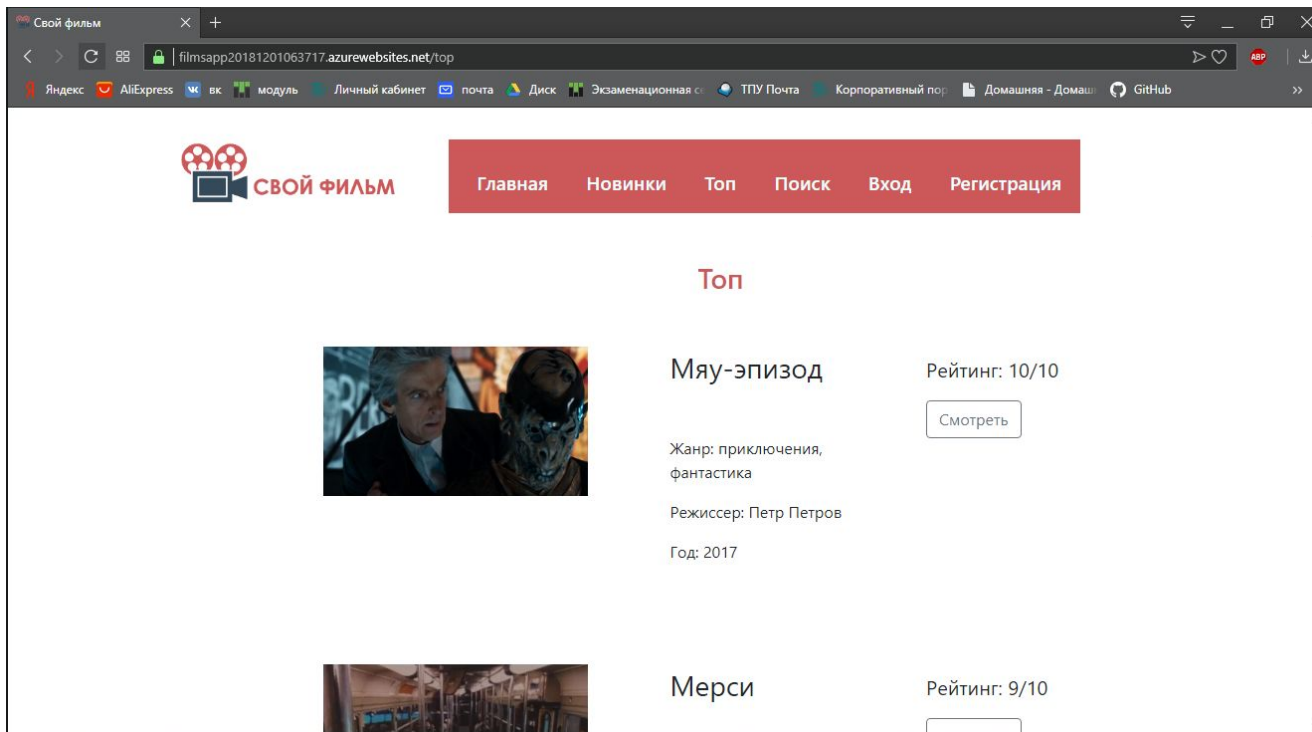 Свой фильм
filmsapp20181201063717.azurewebsites.net/top
ABP
Яндекс AliExpress вк модуль Личный кабинет почта Диск Экзаменационная ТПУ Почта Корпоративный Домашняя - GitHub
СВОЙ ФИЛЬМ
Главная Новинки Топ Поиск Вход Регистрация
Топ
Мяу-эпизод Рейтинг: 10/10
Смотреть
Жанр: приключения,
фантастика
Режиссер: Петр Петров
Год: 2017
Мерси Рейтинг: 9/10